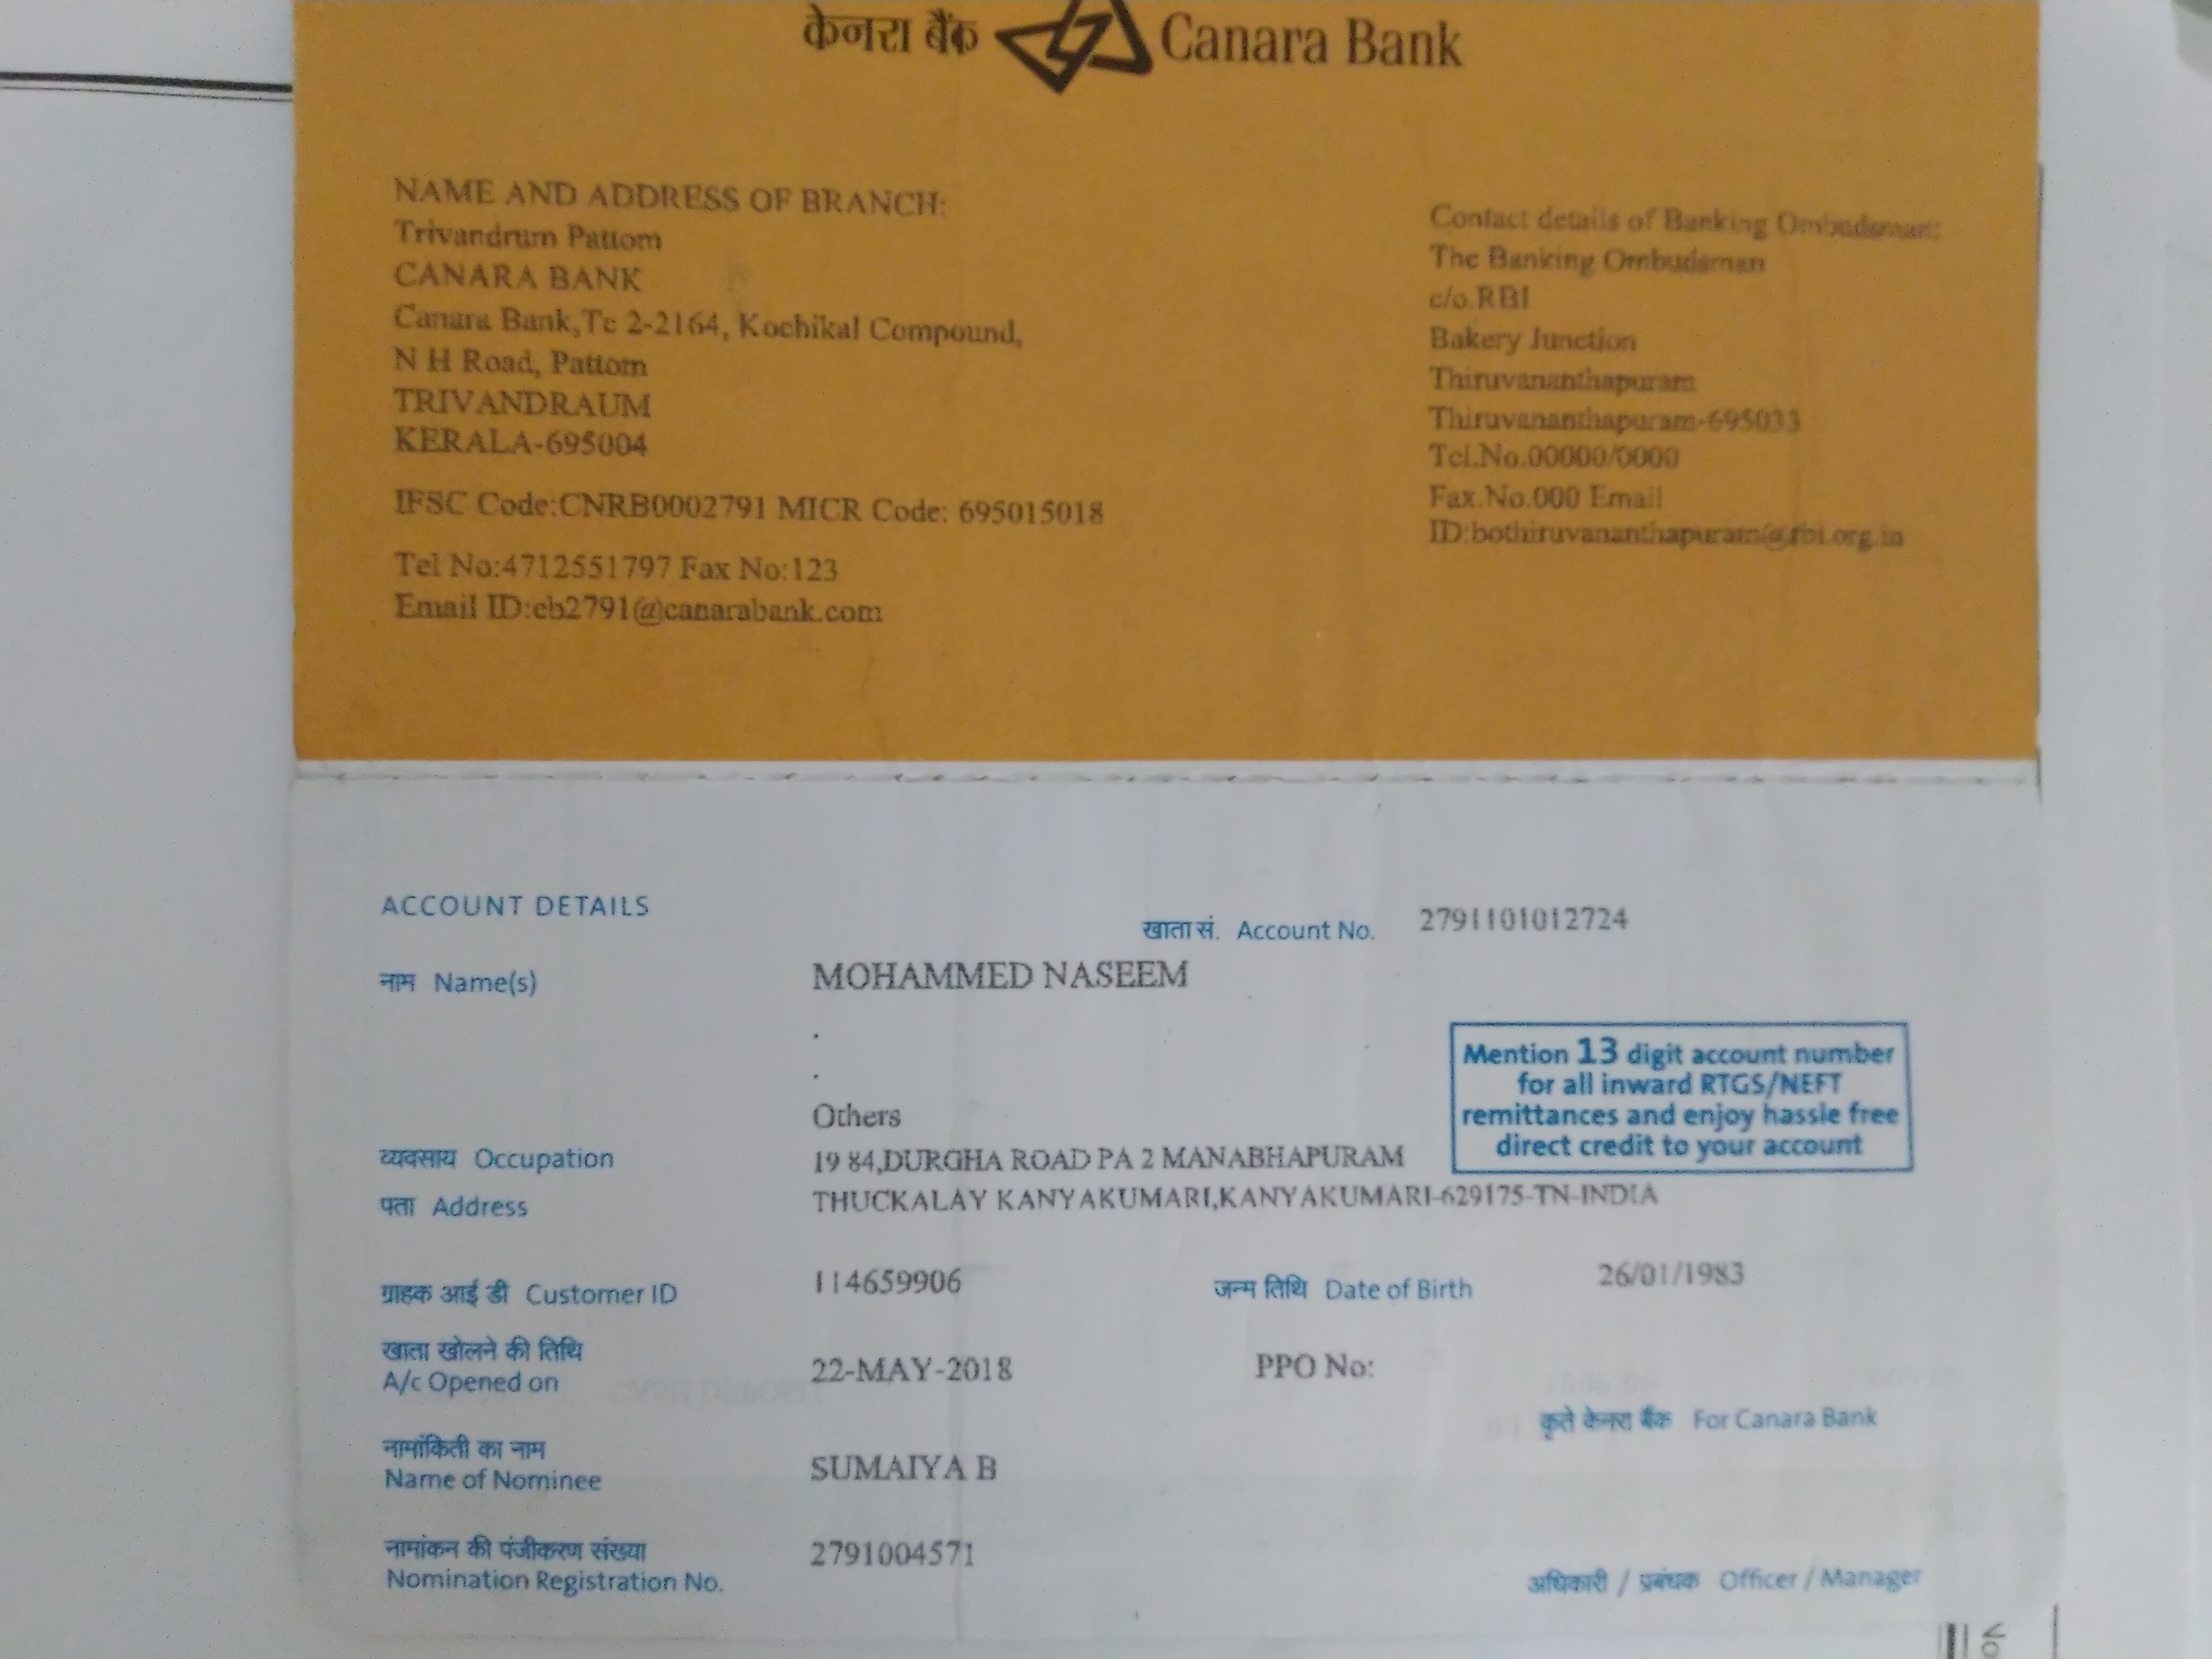 केनरा बैंक Canara Bank
NAME AND ADDRESS OF BRANCH:
Trivandrum Pattom
CANARA BANK
Canara Bank,Tc 2-2164, Kochikal Compound,
N H Road, Pattom
TRIVANDRAUM
KERALA-695004
IFSC Code:CNRB0002791 MICR Code: 695015018
Tel No:4712551797 Fax No:123
Email ID:cb2791@canarabank.com
Contact details of Banking Ombudsman:
The Banking Ombudsman
c/o.RBI
Bakery Junction
Thiruvananthapuram
Thiruvananthapuram-695033
Tel.No.00000/0000
Fax.No.000 Email
ID:bothiruvananthapuram@rbi.org.in
ACCOUNT DETAILS
खाता सं. Account No. 2791101012724
नाम Name(s) MOHAMMED NASEEM
.
.
Mention 13 digit account number
for all inward RTGS/NEFT
remittances and enjoy hassle free
direct credit to your account
Others
व्यवसाय Occupation 19 84,DURGHA ROAD PA 2 MANABHAPURAM
पता Address THUCKALAY KANYAKUMARI,KANYAKUMARI-629175-TN-INDIA
ग्राहक आई डी Customer ID 114659906 जन्म तिथि Date of Birth 26/01/1983
खाता खोलने की तिथि
A/c Opened on 22-MAY-2018 PPO No:
कृते केनरा बैंक For Canara Bank
नामांकिती का नाम
Name of Nominee SUMAIYA B
नामांकन की पंजीकरण संख्या
Nomination Registration No. 2791004571
अधिकारी / प्रबंधक Officer / Manager